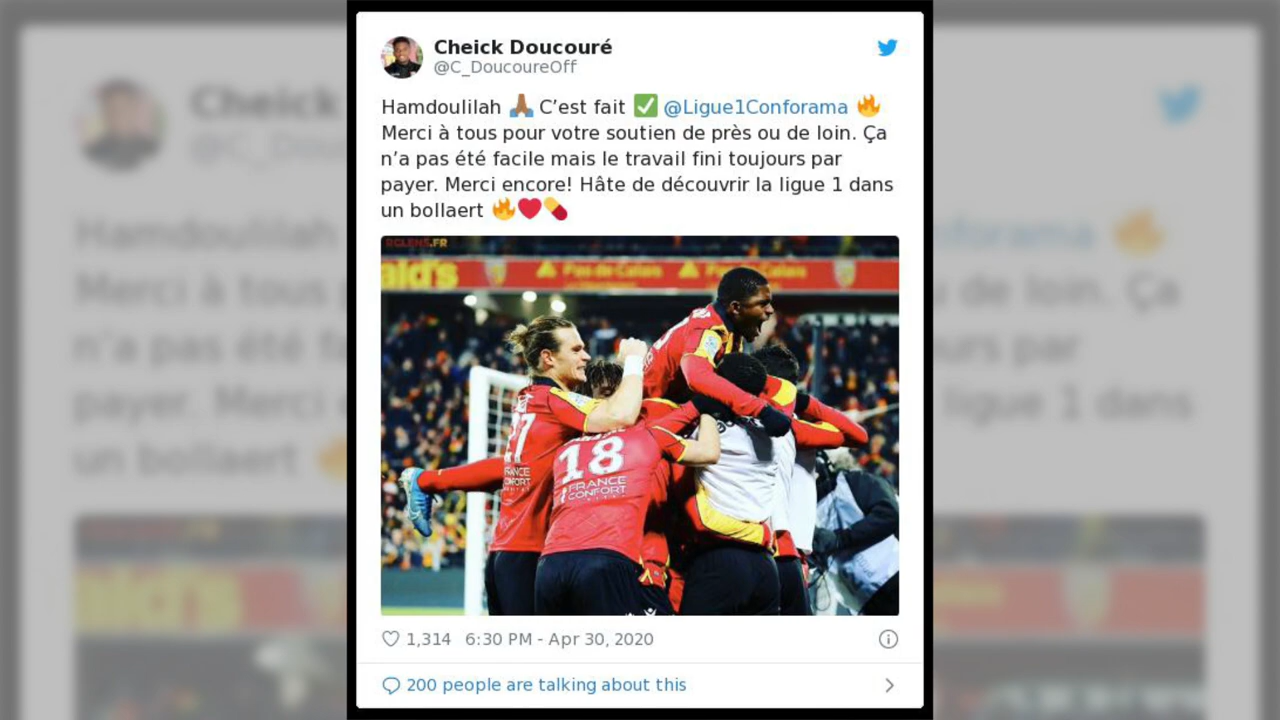 Cheick Doucouré
@C_DoucoureOff
Hamdoulilah 🙏🏾 C’est fait ✅ @Ligue1Conforama 🔥
Merci à tous pour votre soutien de près ou de loin. Ça
n’a pas été facile mais le travail fini toujours par
payer. Merci encore! Hâte de découvrir la ligue 1 dans
un bollaert 🔥❤️💊
RCLENS.FR
ald's
Pas-de-Calais
Pas-de-Calais
27
FRANCE
CONFORT
18
FRANCE
CONFORT
1,314 6:30 PM - Apr 30, 2020
200 people are talking about this